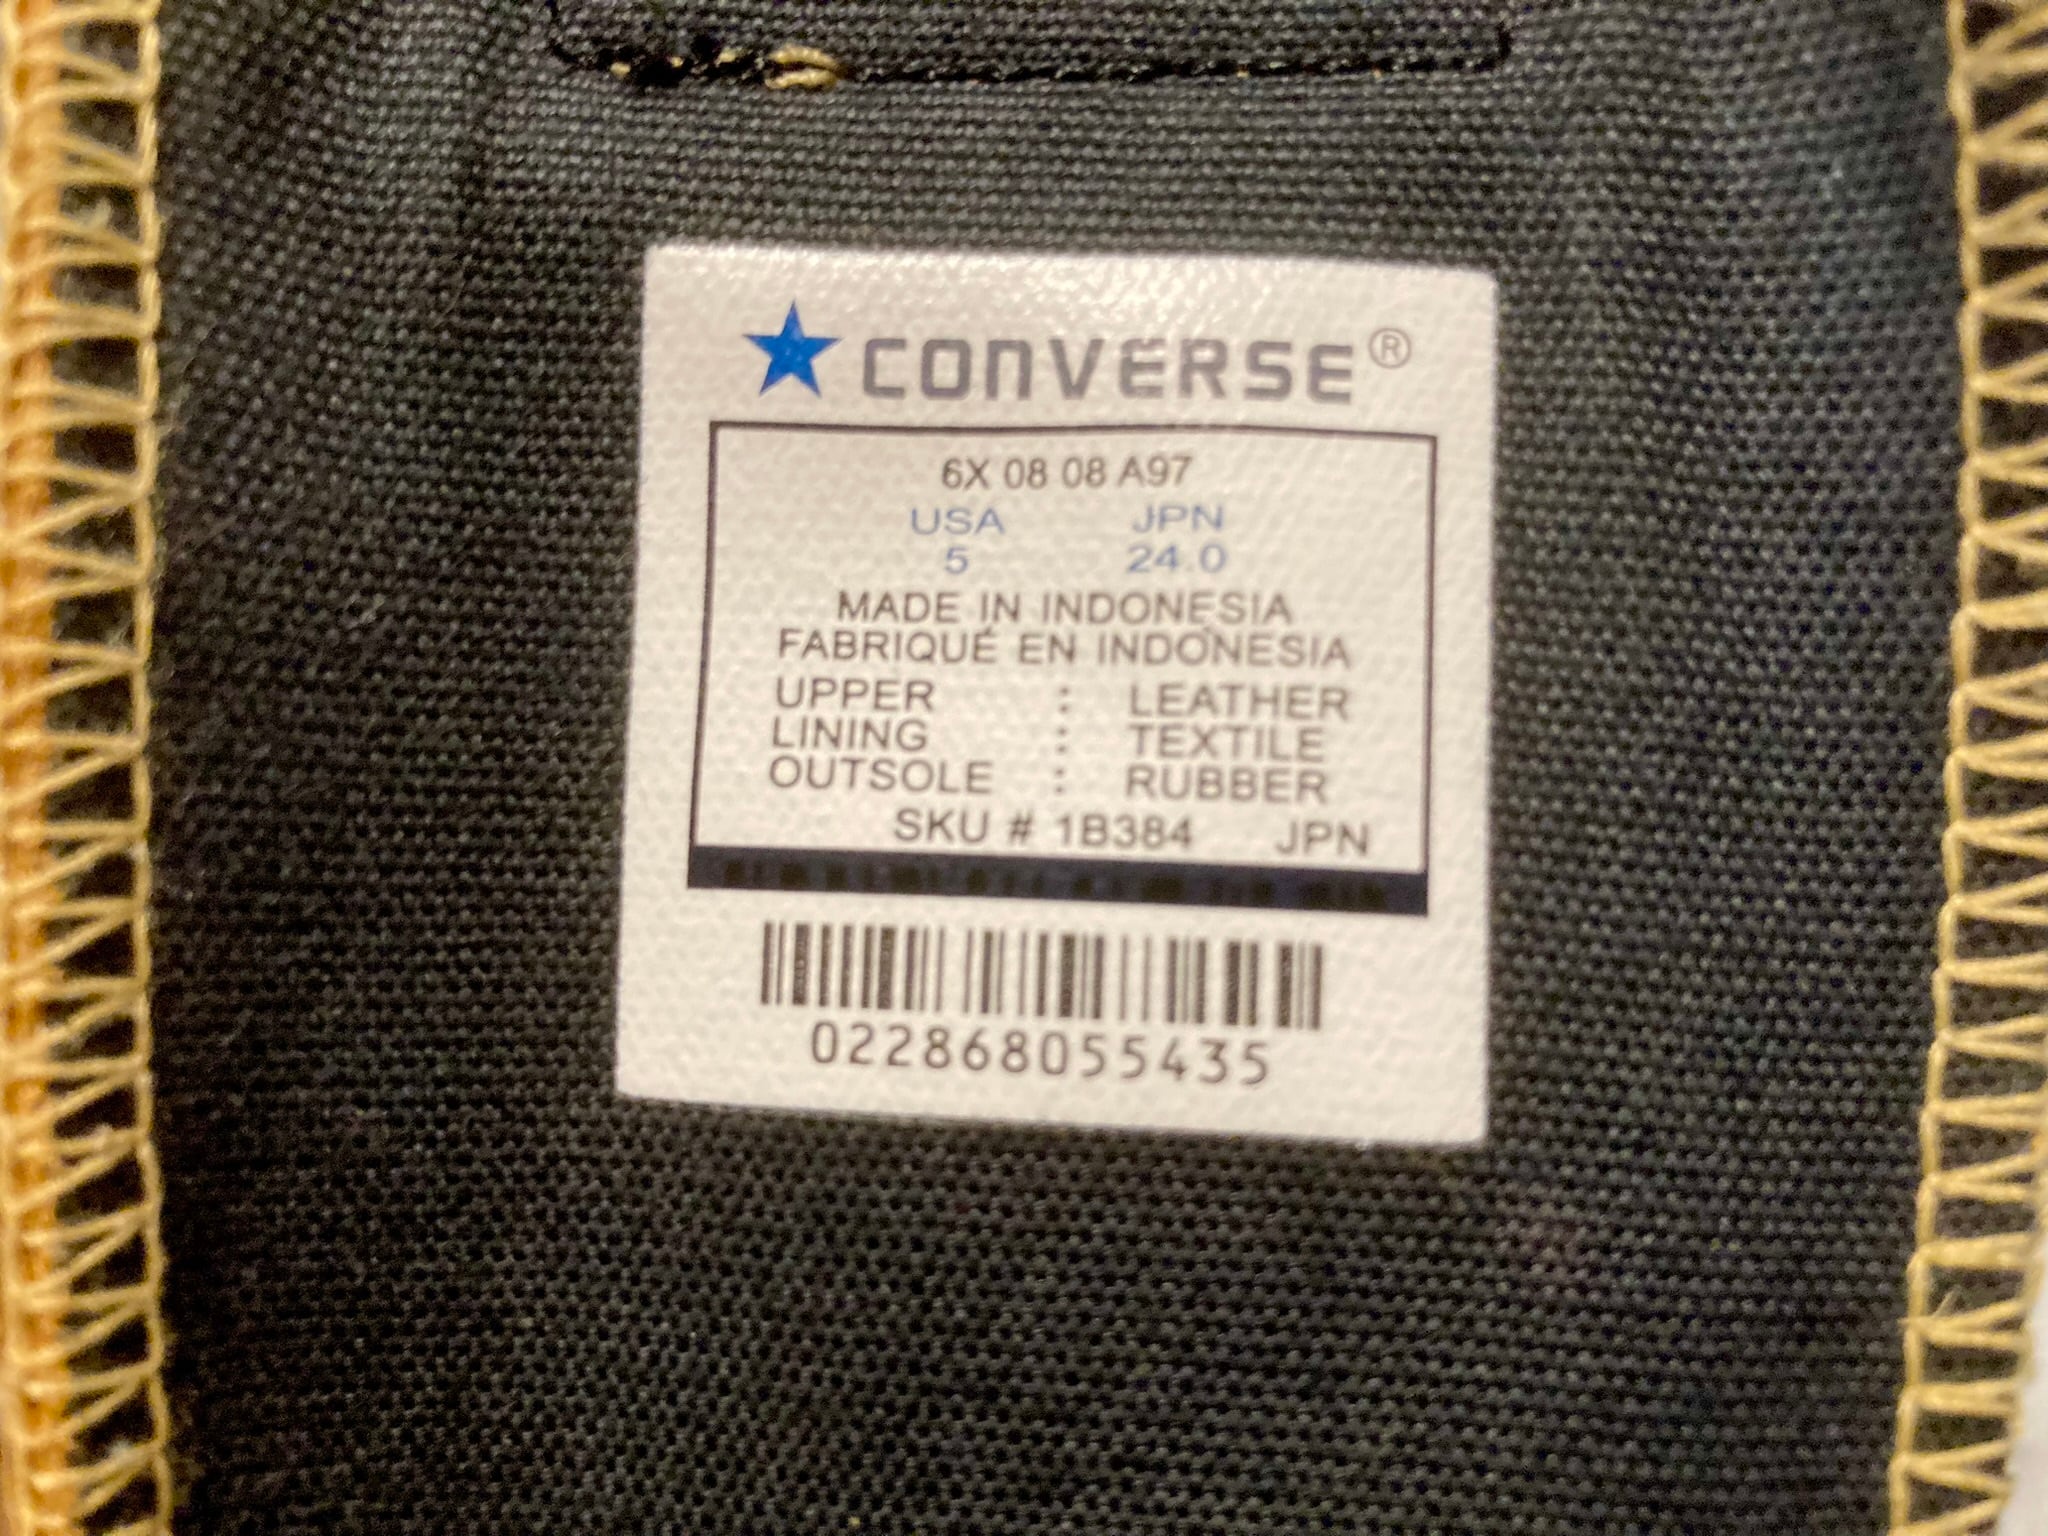 CONVERSE®
6X 08 08 A97
USA JPN
5 24.0
MADE IN INDONESIA
FABRIQUÉ EN INDONESIA
UPPER : LEATHER
LINING : TEXTILE
OUTSOLE : RUBBER
SKU # 1B384 JPN
022868055435